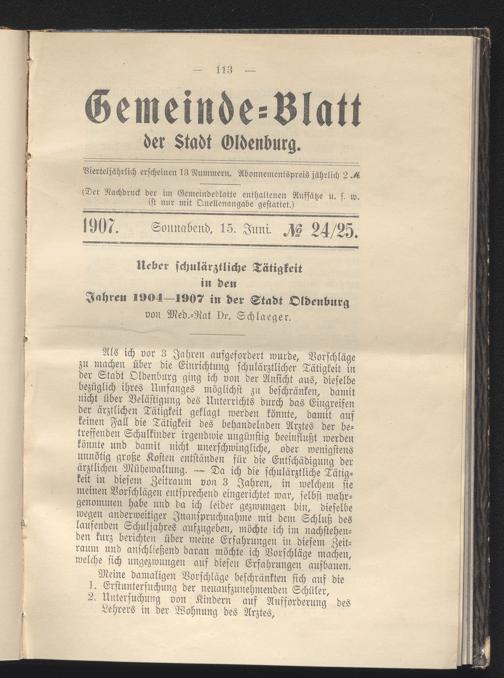 — 113 —
Gemeinde=Blatt
der Stadt Oldenburg.
Vierteljährlich erscheinen 13 Nummern. Abonnementspreis jährlich 2 ℳ
(Der Nachdruck der im Gemeindeblatte enthaltenen Aufsätze u. s. w.
ist nur mit Quellenangabe gestattet.)
1907. Sonnabend, 15. Juni. № 24/25.
Ueber schulärztliche Tätigkeit
in den
Jahren 1904—1907 in der Stadt Oldenburg
von Med.=Rat Dr. Schlaeger.
Als ich vor 3 Jahren aufgefordert wurde, Vorschläge
zu machen über die Einrichtung schulärztlicher Tätigkeit in
der Stadt Oldenburg ging ich von der Ansicht aus, dieselbe
bezüglich ihres Umfanges möglichst zu beschränken, damit
nicht über Belästigung des Unterrichts durch das Eingreifen
der ärztlichen Tätigkeit geklagt werden könnte, damit auf
keinen Fall die Tätigkeit des behandelnden Arztes der be=
treffenden Schulkinder irgendwie ungünstig beeinflußt werden
könnte und damit nicht unerschwingliche, oder wenigstens
unnötig große Kosten entständen für die Entschädigung der
ärztlichen Mühewaltung. — Da ich die schulärztliche Tätig=
keit in diesem Zeitraum von 3 Jahren, in welchem sie
meinen Vorschlägen entsprechend eingerichtet war, selbst wahr=
genommen habe und da ich leider gezwungen bin, dieselbe
wegen anderweitiger Inanspruchnahme mit dem Schluß des
laufenden Schuljahres aufzugeben, möchte ich im nachstehen=
den kurz berichten über meine Erfahrungen in diesem Zeit=
raum und anschließend daran möchte ich Vorschläge machen,
welche sich ungezwungen auf diesen Erfahrungen aufbauen.
Meine damaligen Vorschläge beschränkten sich auf die
1. Erstuntersuchung der neuaufzunehmenden Schüler,
2. Untersuchung von Kindern auf Aufforderung des
Lehrers in der Wohnung des Arztes,